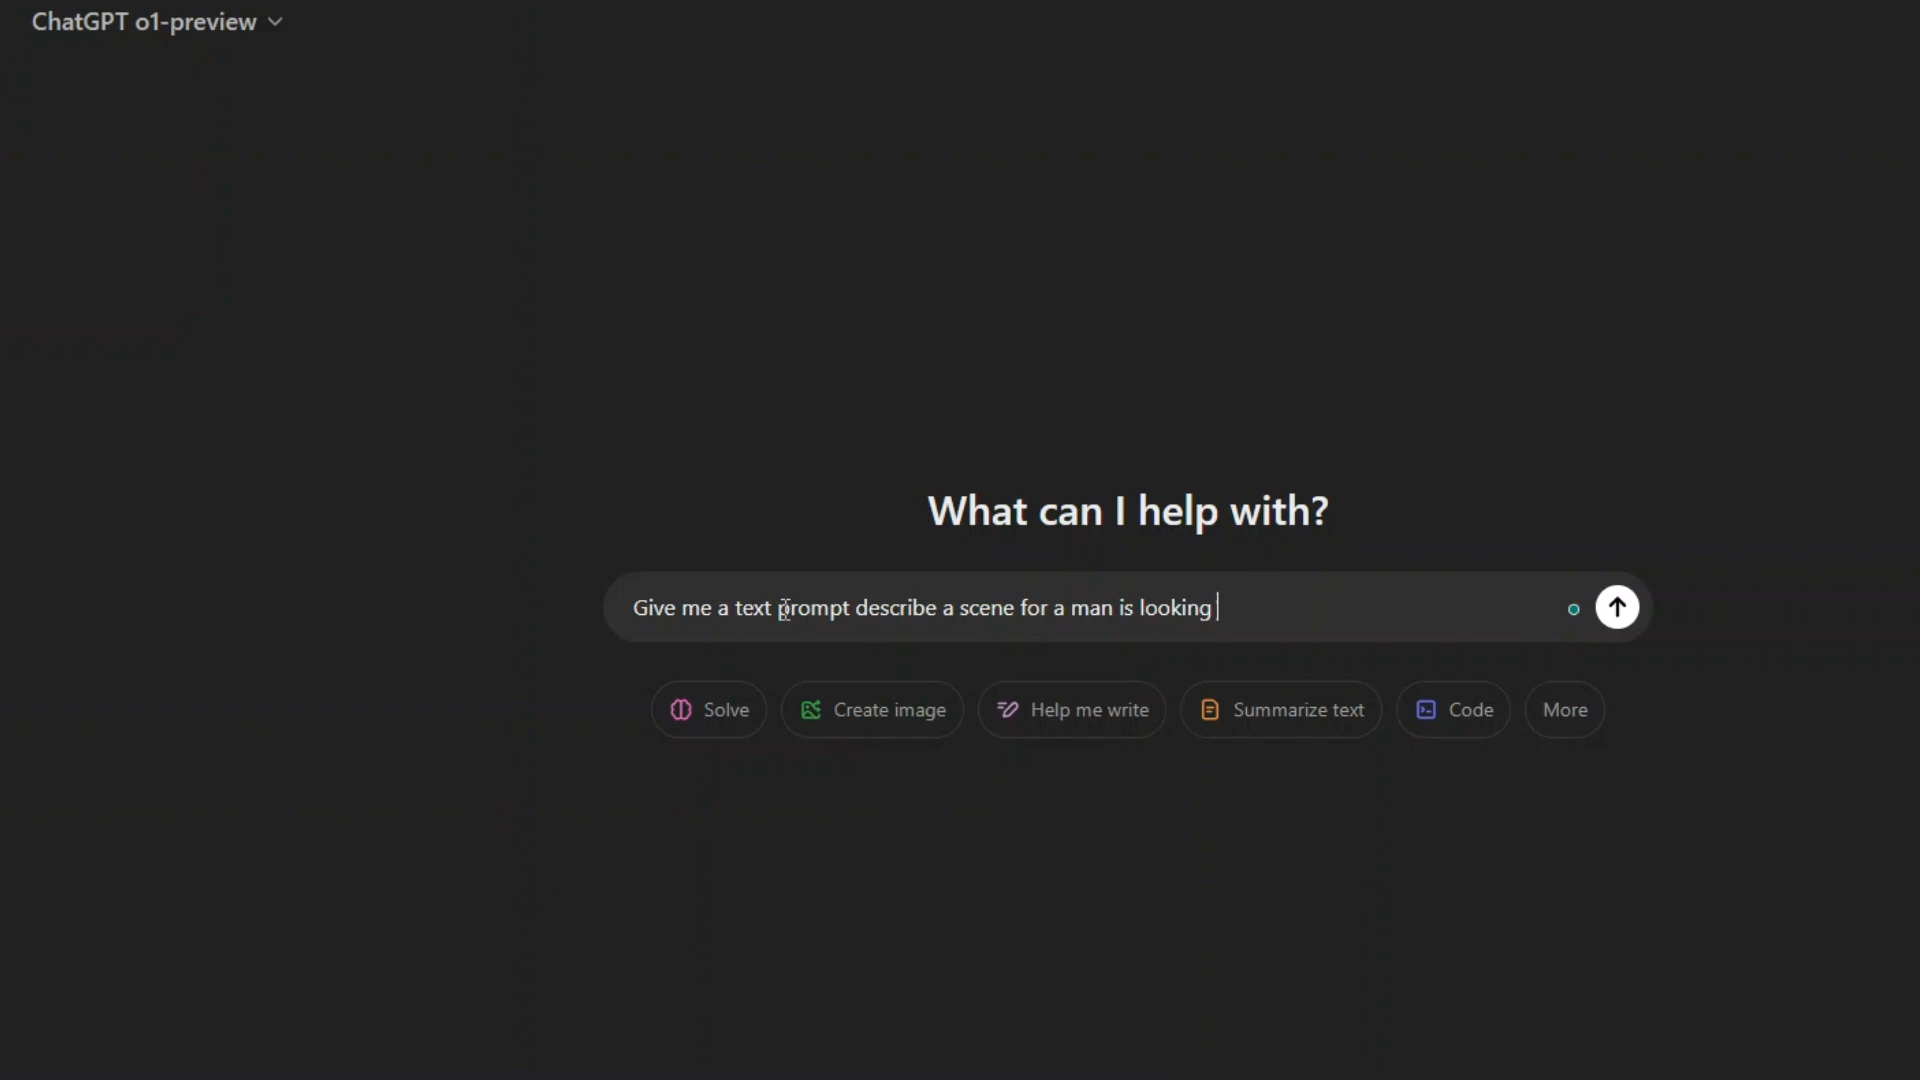 ChatGPT o1-preview
What can I help with?
Give me a text prompt describe a scene for a man is looking
Solve
Create image
Help me write
Summarize text
Code
More